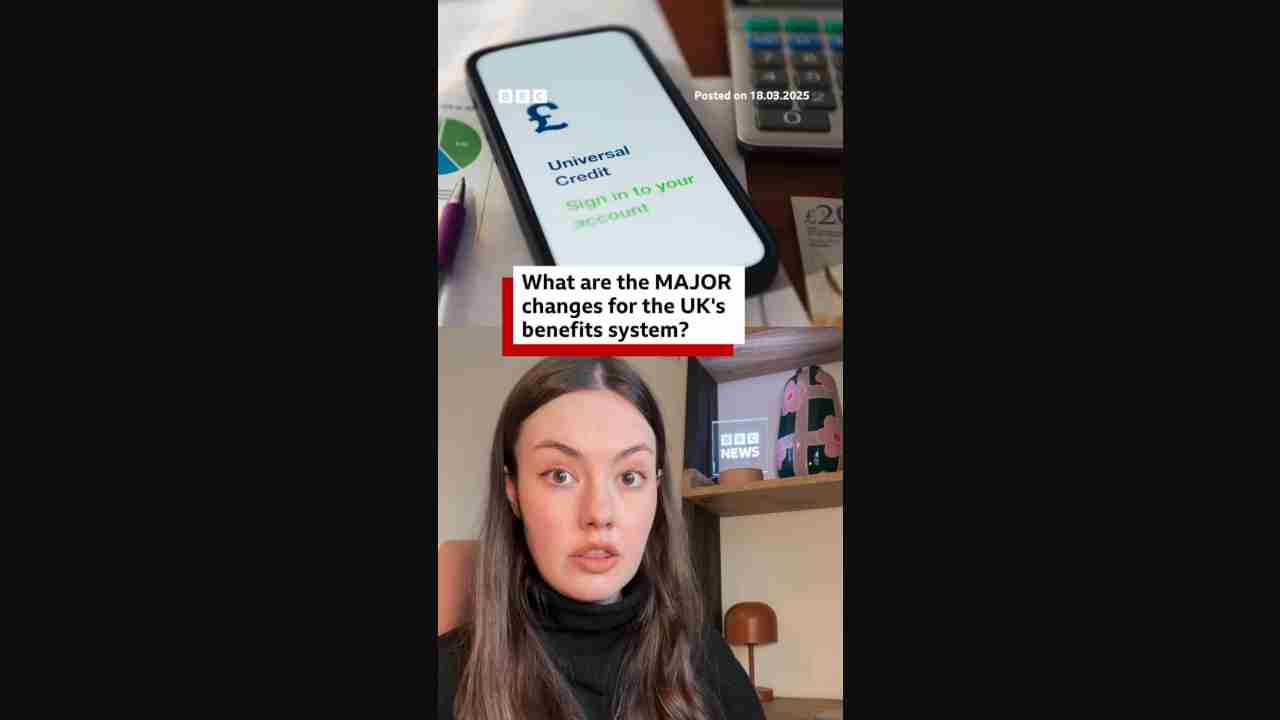 BBC
Posted on 18.03.2025
£
Universal
Credit
Sign in to your
account
£20
What are the MAJOR
changes for the UK's
benefits system?
BBC
NEWS